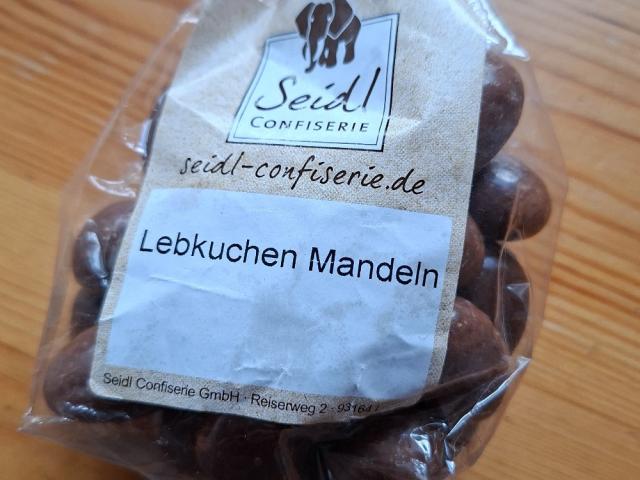 Seidl
CONFISERIE
seidl-confiserie.de
Lebkuchen Mandeln
Seidl Confiserie GmbH · Reiserweg 2 · 93164